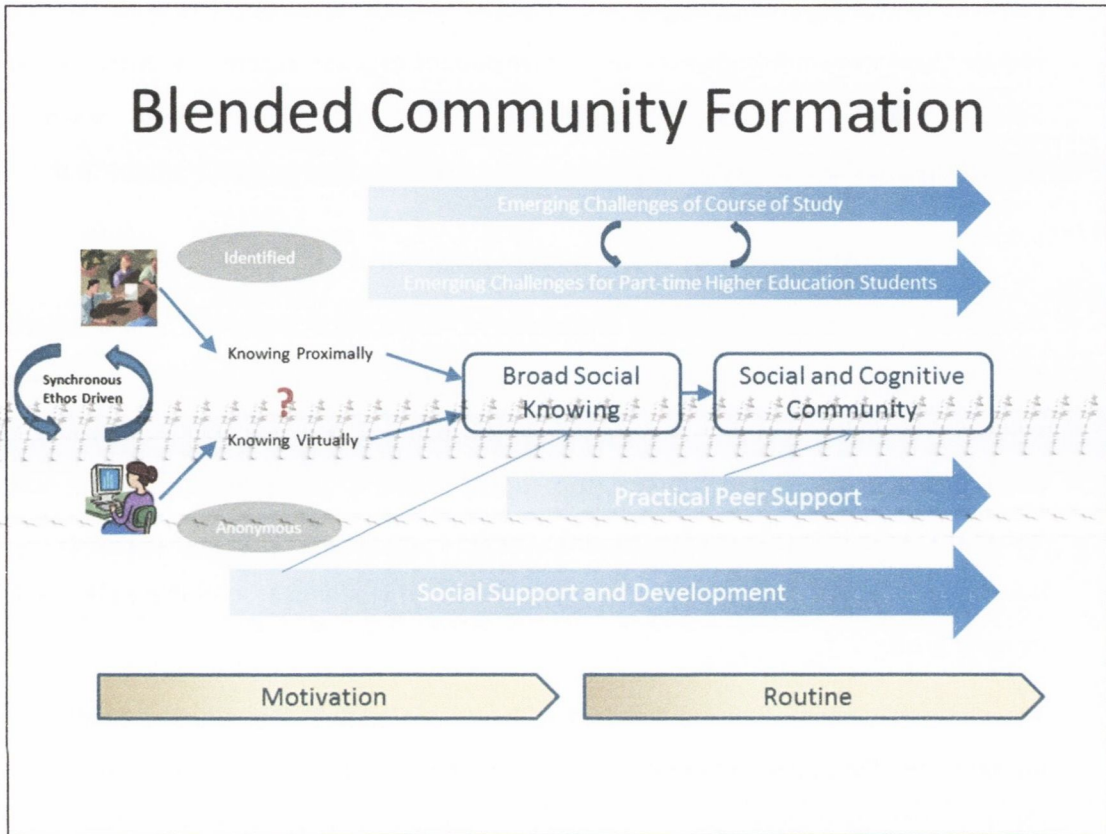 Blended Community Formation
Emerging Challenges of Course of Study
Identified
Emerging Challenges for Part-time Higher Education Students
Knowing Proximally
Synchronous
Ethos Driven
?
Knowing Virtually
Broad Social
Knowing
Social and Cognitive
Community
Practical Peer Support
Anonymous
Social Support and Development
Motivation
Routine